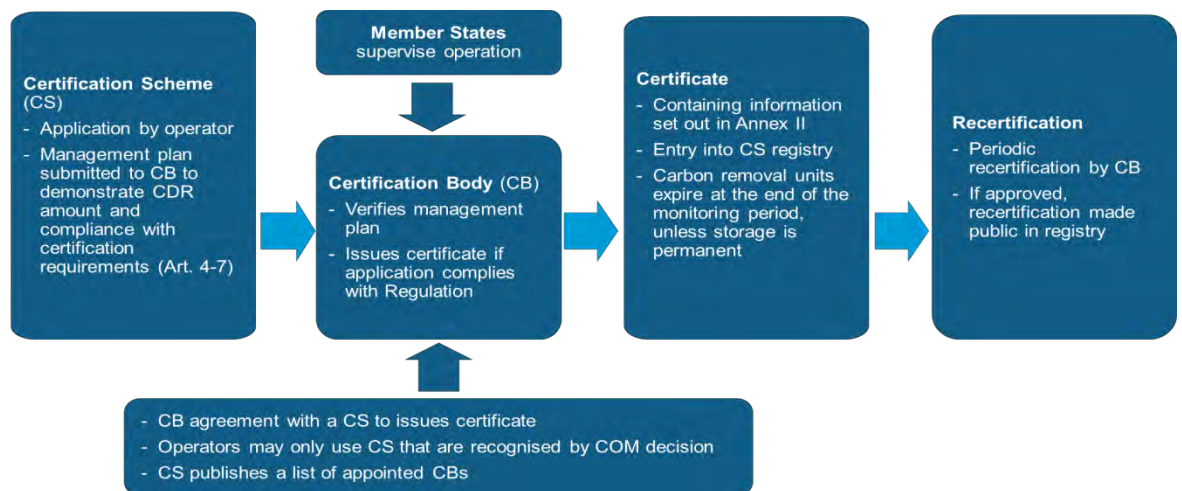 Certification Scheme
(CS)
- Application by operator
- Management plan
submitted to CB to
demonstrate CDR
amount and
compliance with
certification
requirements (Art. 4-7)
Member States
supervise operation
Certification Body (CB)
- Verifies management
plan
- Issues certificate if
application complies
with Regulation
- CB agreement with a CS to issues certificate
- Operators may only use CS that are recognised by COM decision
- CS publishes a list of appointed CBs
Certificate
- Containing information
set out in Annex II
- Entry into CS registry
- Carbon removal units
expire at the end of the
monitoring period,
unless storage is
permanent
Recertification
- Periodic
recertification by CB
- If approved,
recertification made
public in registry